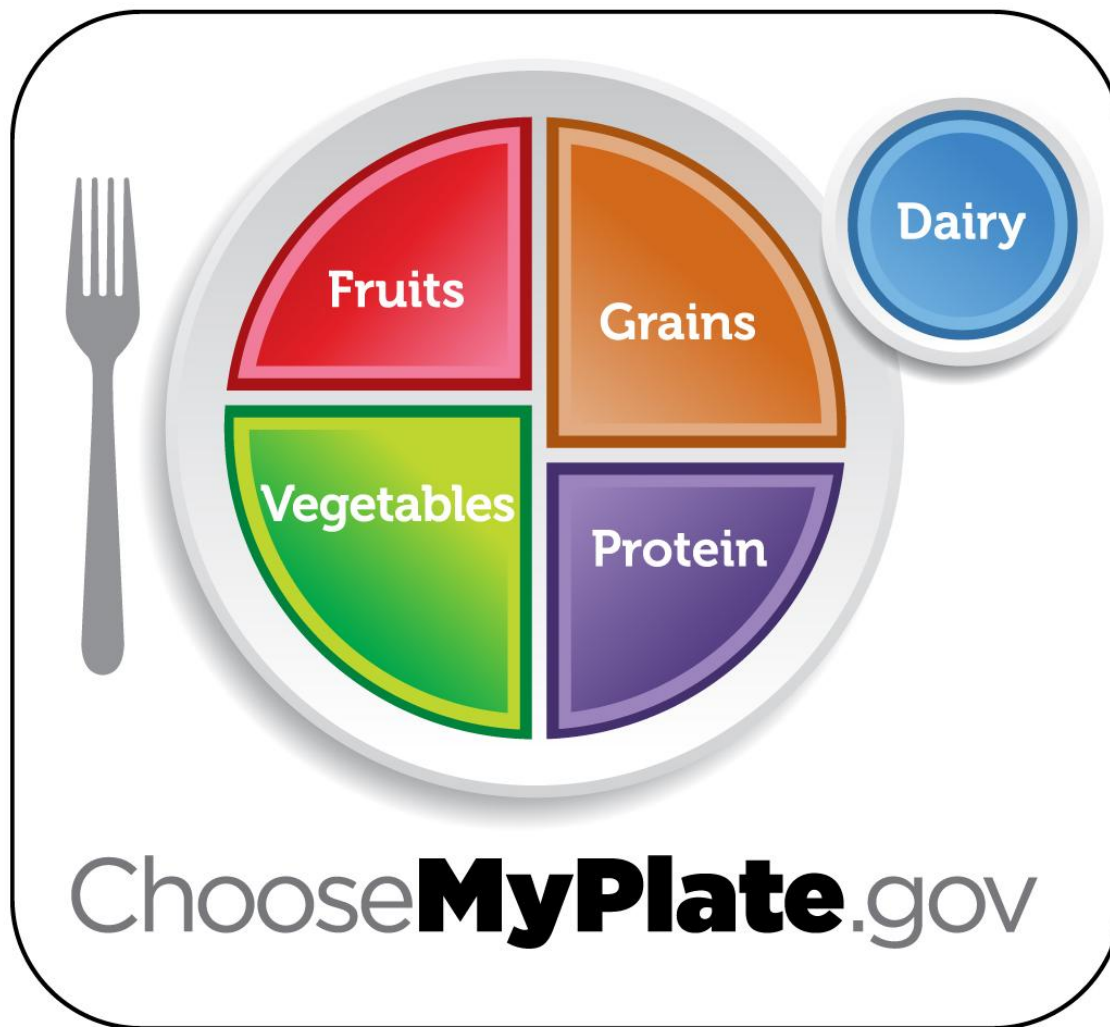 Fruits
Grains
Dairy
Vegetables
Protein
ChooseMyPlate.gov